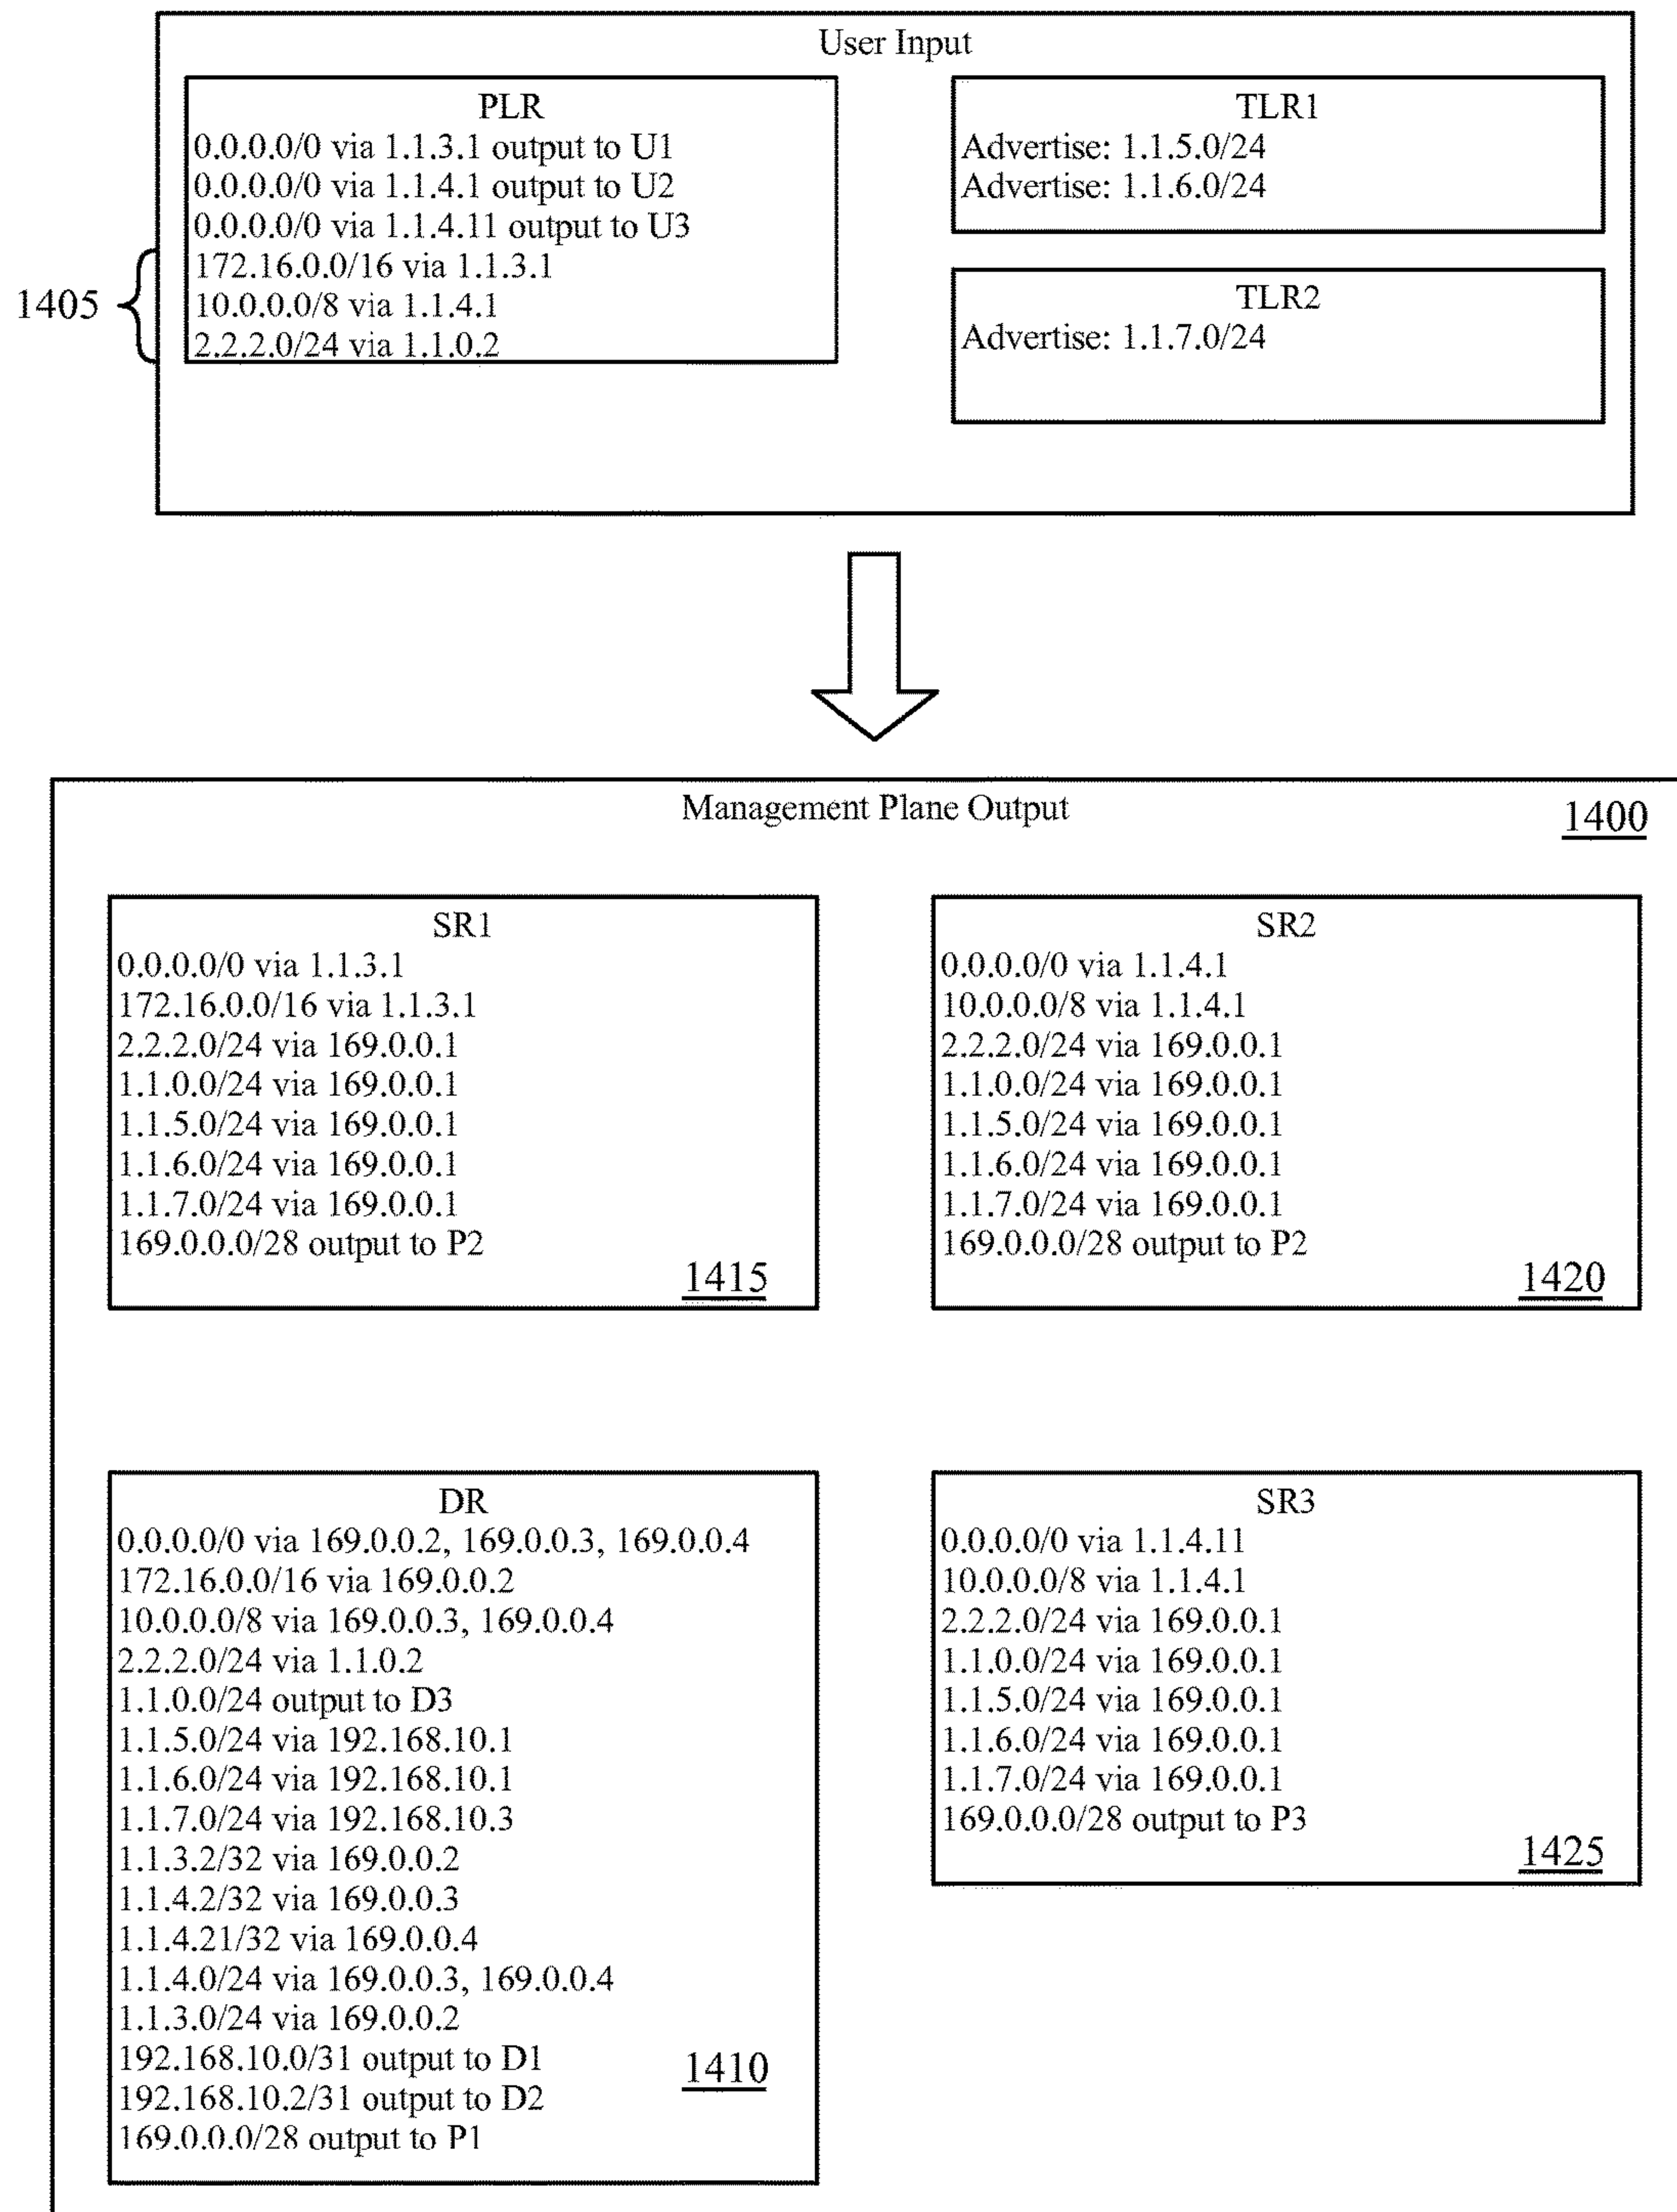 User Input
PLR
0.0.0.0/0 via 1.1.3.1 output to U1
0.0.0.0/0 via 1.1.4.1 output to U2
0.0.0.0/0 via 1.1.4.11 output to U3
172.16.0.0/16 via 1.1.3.1
10.0.0.0/8 via 1.1.4.1
2.2.2.0/24 via 1.1.0.2
1405
TLR1
Advertise: 1.1.5.0/24
Advertise: 1.1.6.0/24
TLR2
Advertise: 1.1.7.0/24
Management Plane Output
1400
SR1
0.0.0.0/0 via 1.1.3.1
172.16.0.0/16 via 1.1.3.1
2.2.2.0/24 via 169.0.0.1
1.1.0.0/24 via 169.0.0.1
1.1.5.0/24 via 169.0.0.1
1.1.6.0/24 via 169.0.0.1
1.1.7.0/24 via 169.0.0.1
169.0.0.0/28 output to P2
1415
SR2
0.0.0.0/0 via 1.1.4.1
10.0.0.0/8 via 1.1.4.1
2.2.2.0/24 via 169.0.0.1
1.1.0.0/24 via 169.0.0.1
1.1.5.0/24 via 169.0.0.1
1.1.6.0/24 via 169.0.0.1
1.1.7.0/24 via 169.0.0.1
169.0.0.0/28 output to P2
1420
DR
0.0.0.0/0 via 169.0.0.2, 169.0.0.3, 169.0.0.4
172.16.0.0/16 via 169.0.0.2
10.0.0.0/8 via 169.0.0.3, 169.0.0.4
2.2.2.0/24 via 1.1.0.2
1.1.0.0/24 output to D3
1.1.5.0/24 via 192.168.10.1
1.1.6.0/24 via 192.168.10.1
1.1.7.0/24 via 192.168.10.3
1.1.3.2/32 via 169.0.0.2
1.1.4.2/32 via 169.0.0.3
1.1.4.21/32 via 169.0.0.4
1.1.4.0/24 via 169.0.0.3, 169.0.0.4
1.1.3.0/24 via 169.0.0.2
192.168.10.0/31 output to D1
192.168.10.2/31 output to D2
169.0.0.0/28 output to P1
1410
SR3
0.0.0.0/0 via 1.1.4.11
10.0.0.0/8 via 1.1.4.1
2.2.2.0/24 via 169.0.0.1
1.1.0.0/24 via 169.0.0.1
1.1.5.0/24 via 169.0.0.1
1.1.6.0/24 via 169.0.0.1
1.1.7.0/24 via 169.0.0.1
169.0.0.0/28 output to P3
1425